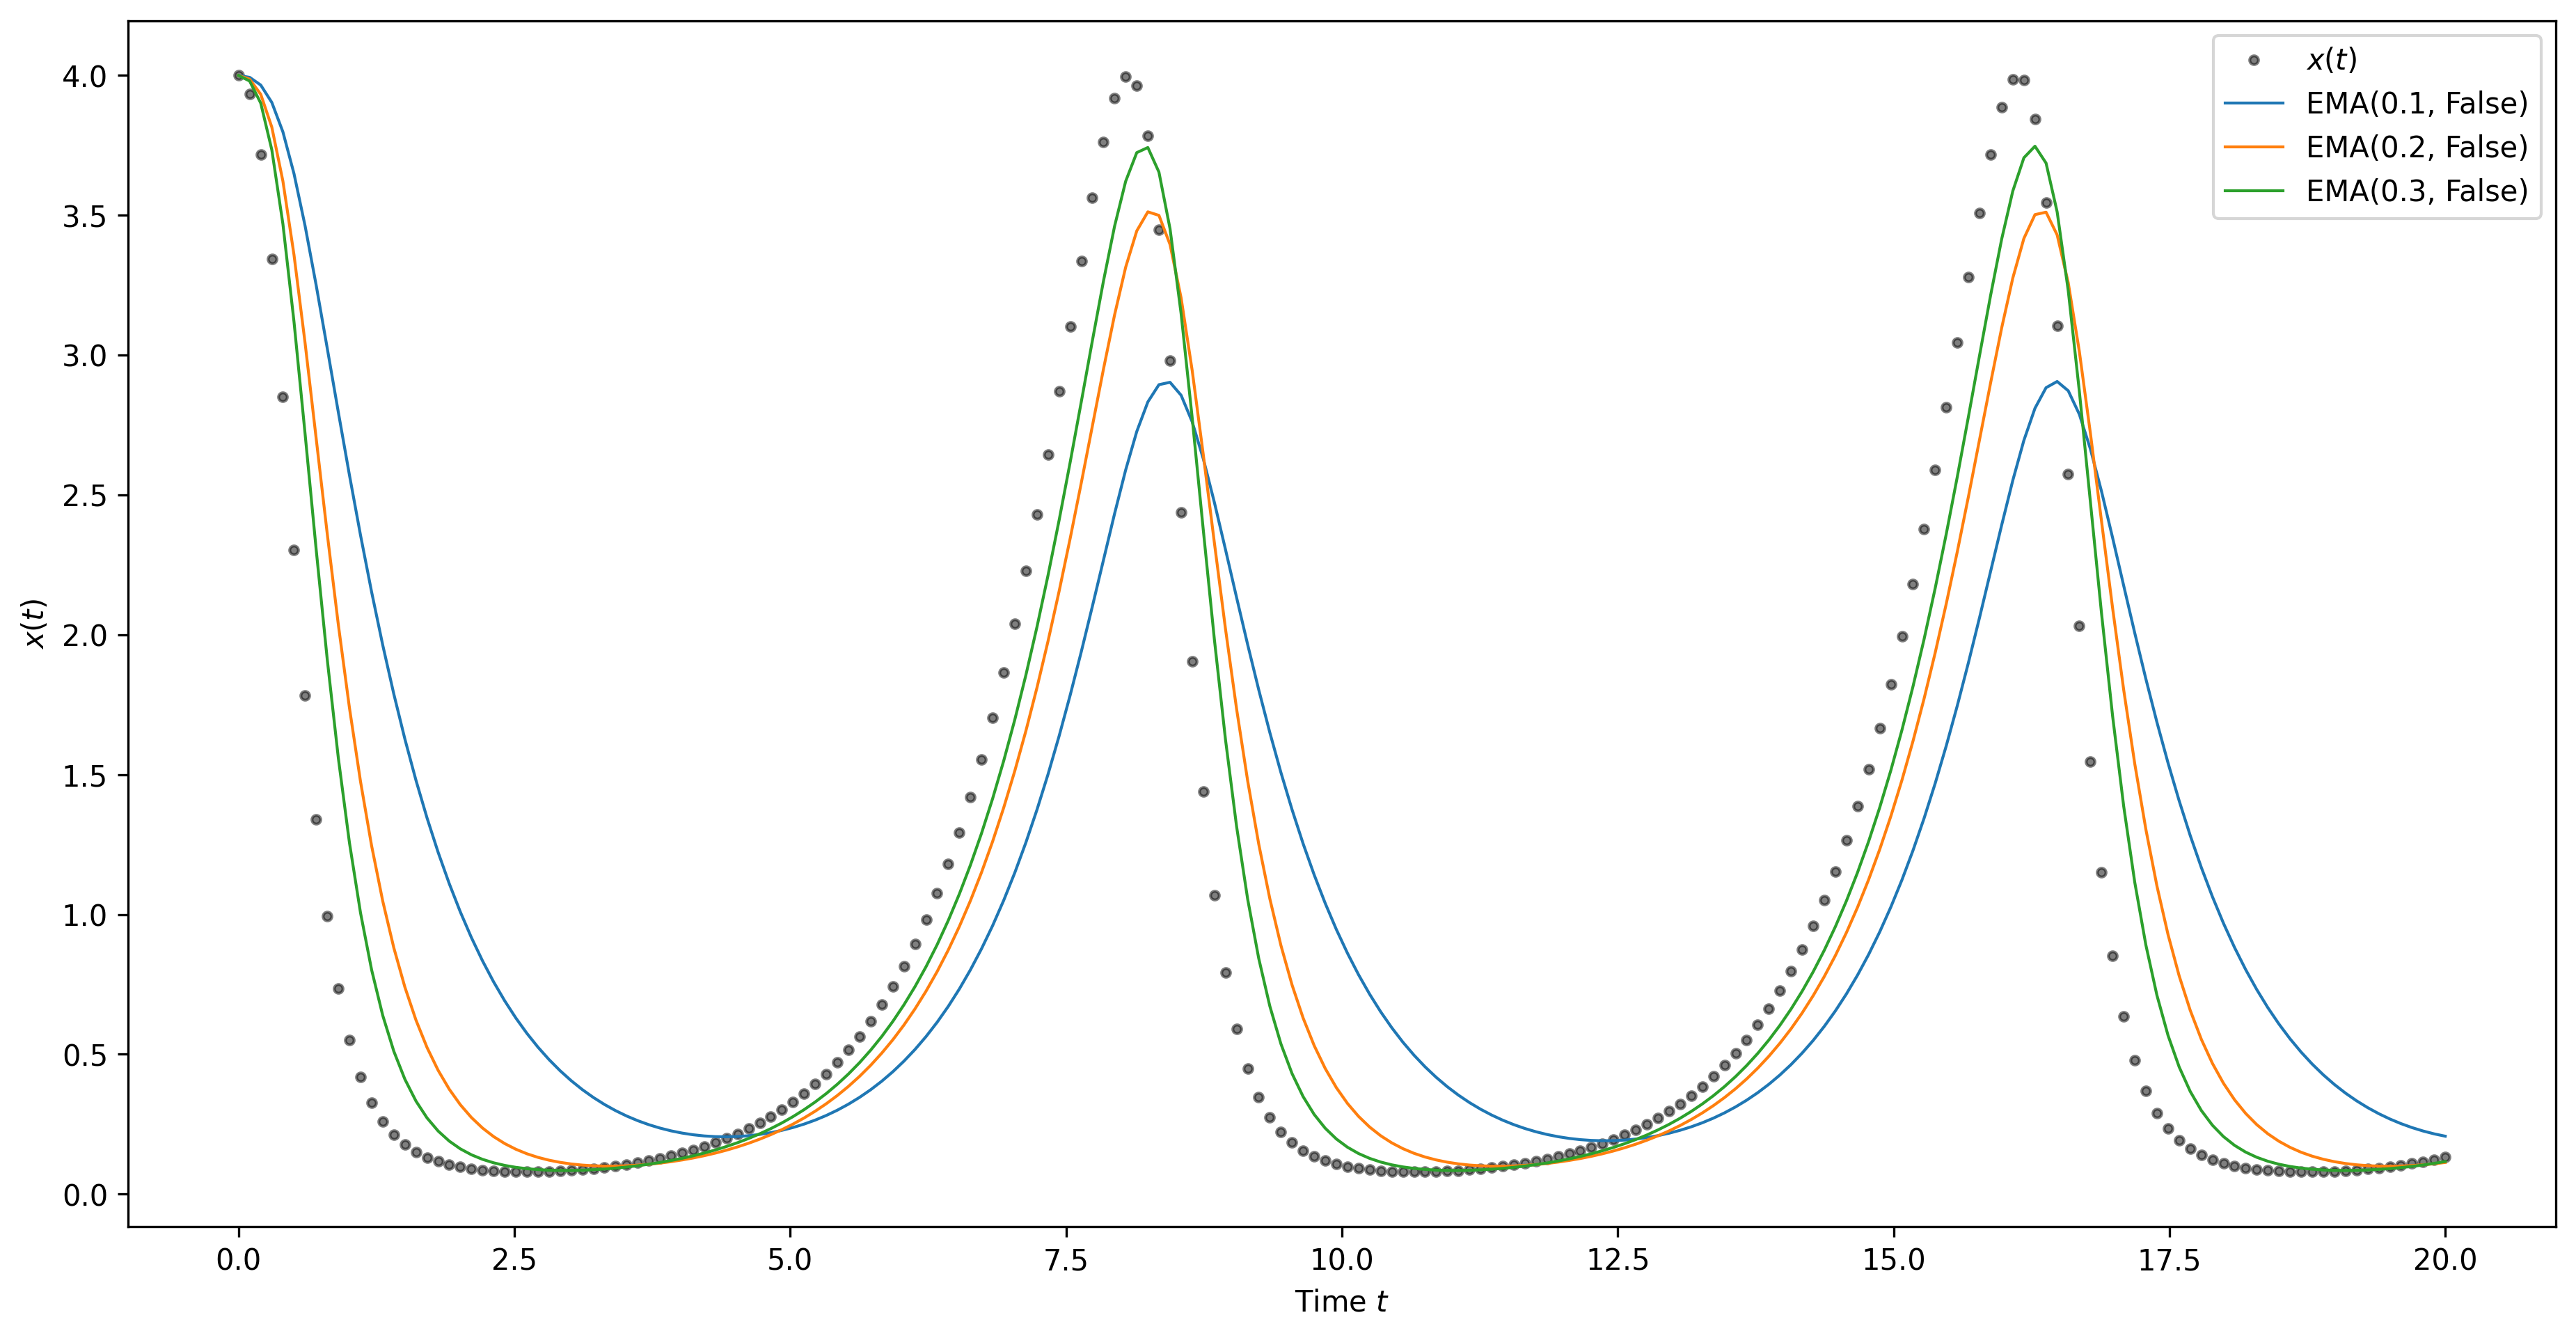 x(t)
EMA(0.1, False)
EMA(0.2, False)
EMA(0.3, False)
4.0
3.5
3.0
2.5
2.0
1.5
1.0
0.5
0.0
x(t)
0.0 2.5 5.0 7.5 10.0 12.5 15.0 17.5 20.0
Time t